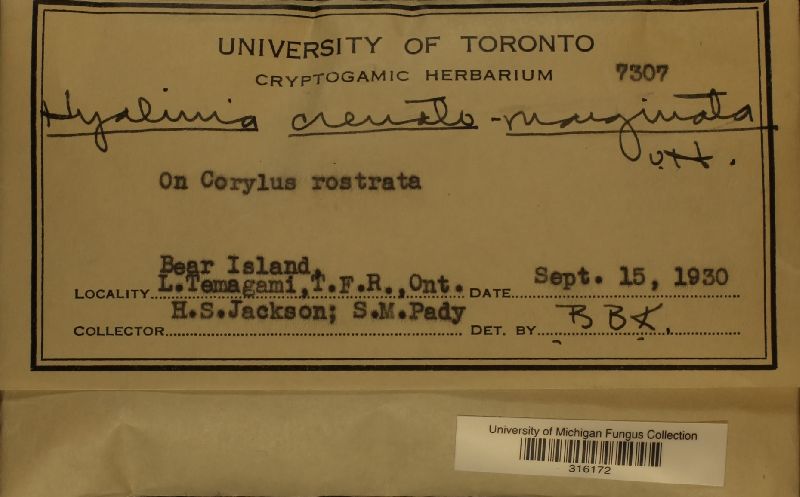 UNIVERSITY OF TORONTO
CRYPTOGAMIC HERBARIUM 7307
Hyalinia crenato-marginata
v.H.
On Corylus rostrata
Bear Island,
LOCALITY L.Temagami,T.F.R.,Ont. DATE Sept. 15, 1930
COLLECTOR H.S.Jackson; S.M.Pady DET. BY BBK.
University of Michigan Fungus Collection
316172